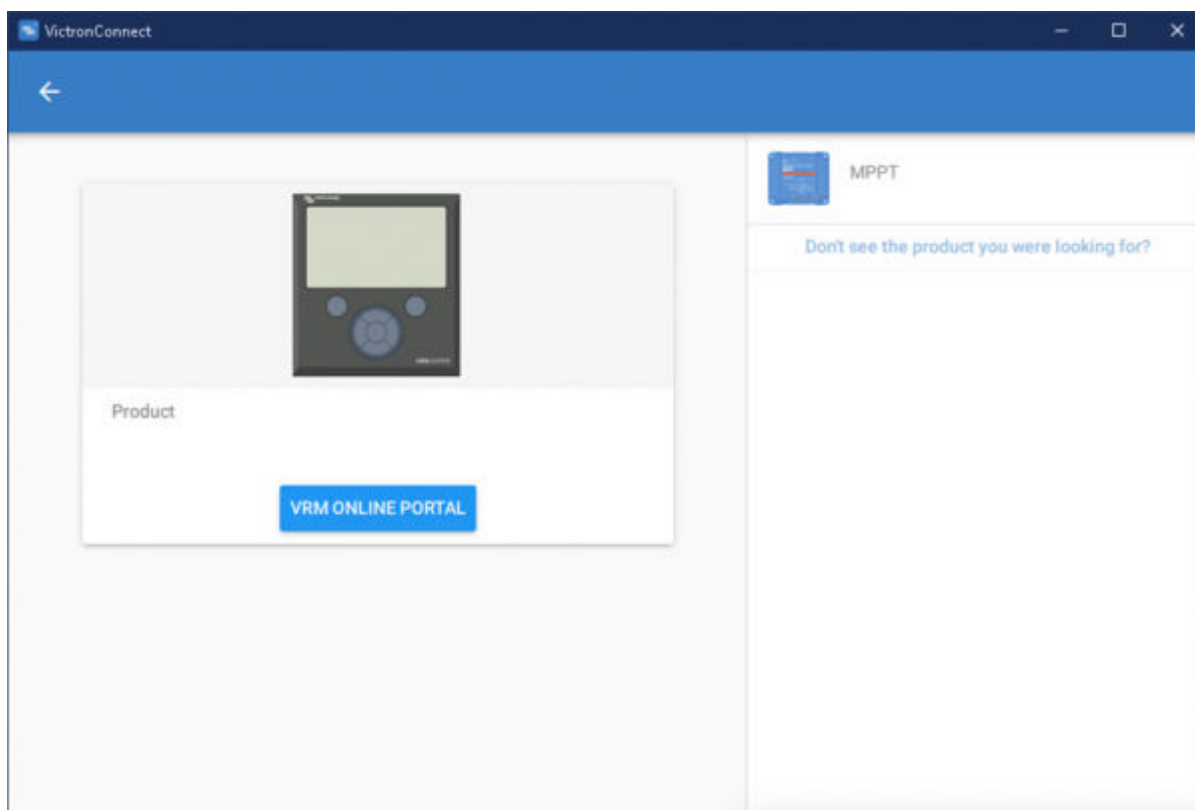 VictronConnect
Product
VRM ONLINE PORTAL
MPPT
Don't see the product you were looking for?